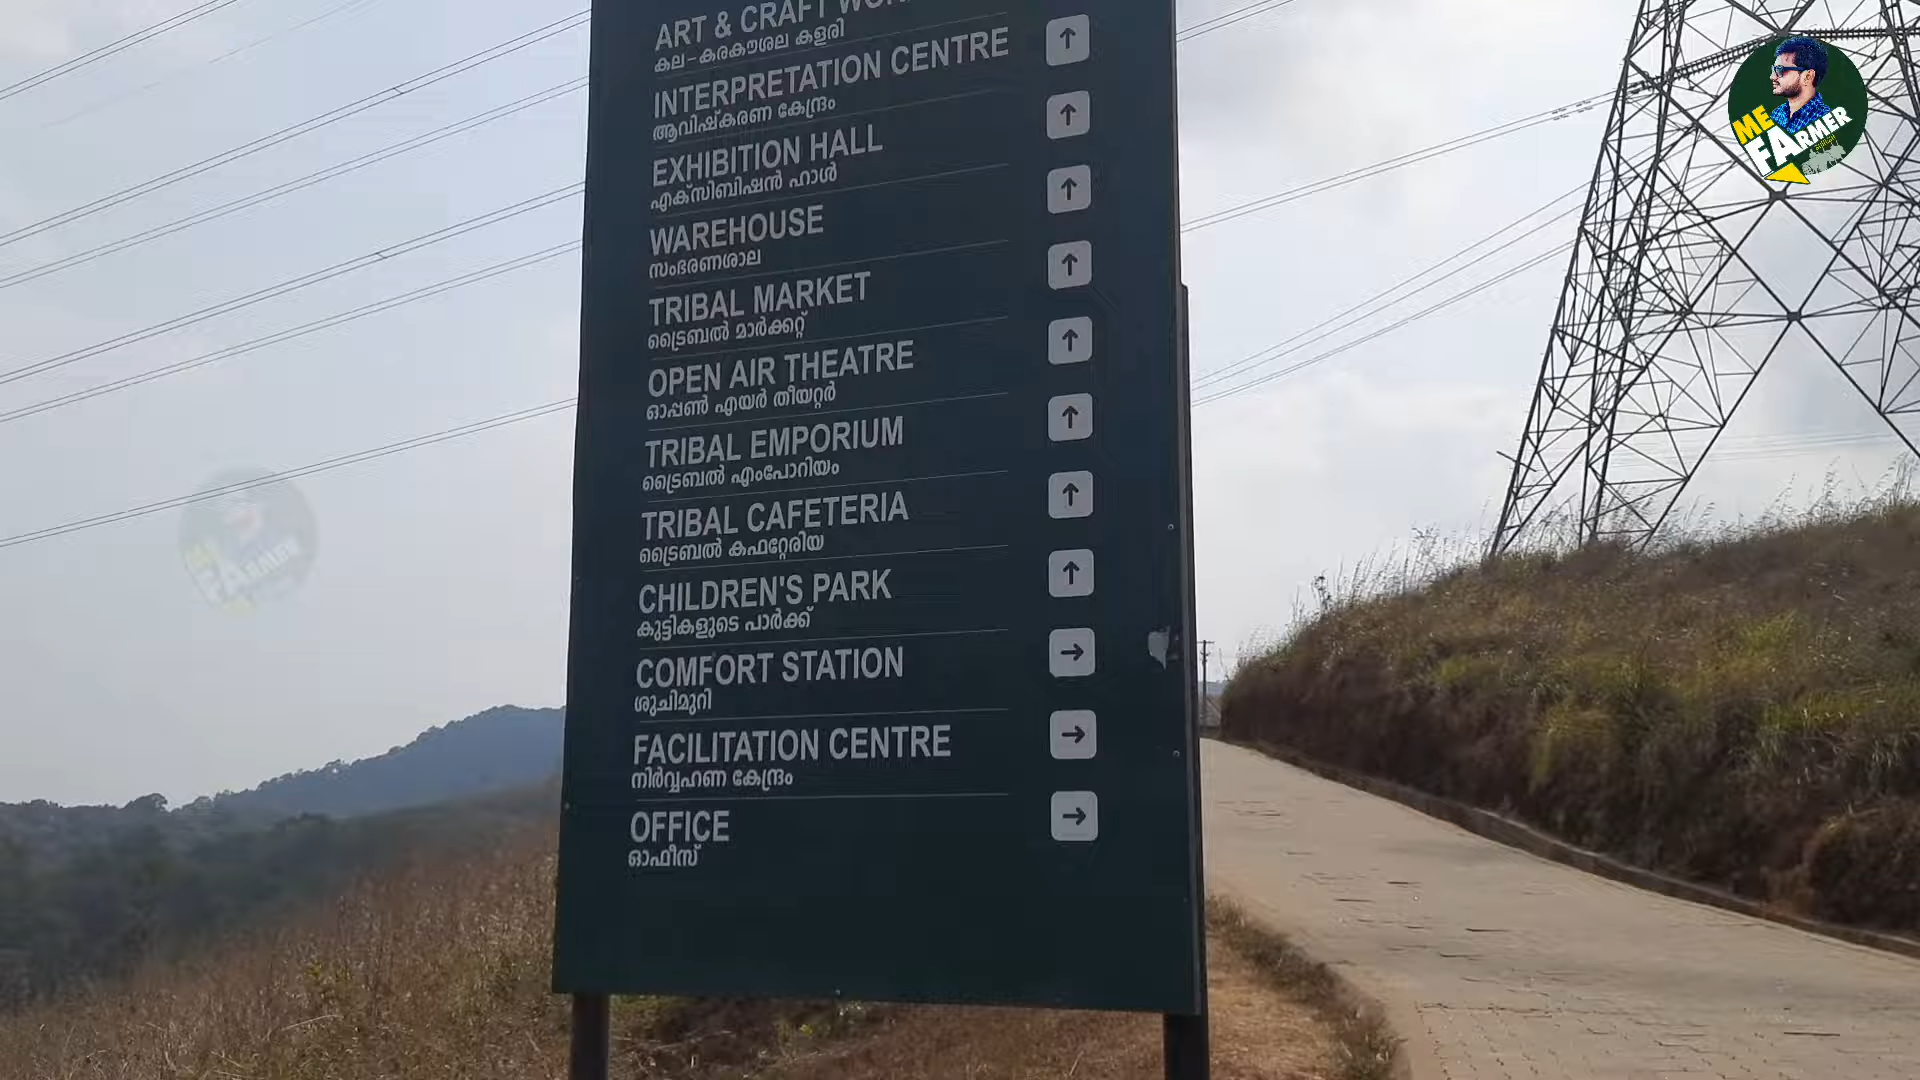 ART & CRAFT
കല-കരകൗശല കളരി
INTERPRETATION CENTRE
ആവിഷ്കരണ കേന്ദ്രം
EXHIBITION HALL
എക്സിബിഷൻ ഹാൾ
WAREHOUSE
സംഭരണശാല
TRIBAL MARKET
ട്രൈബൽ മാർക്കറ്റ്
OPEN AIR THEATRE
ഓപ്പൺ എയർ തീയറ്റർ
TRIBAL EMPORIUM
ട്രൈബൽ എംപോറിയം
TRIBAL CAFETERIA
ട്രൈബൽ കഫറ്റേരിയ
CHILDREN'S PARK
കുട്ടികളുടെ പാർക്ക്
COMFORT STATION
ശുചിമുറി
FACILITATION CENTRE
നിർവ്വഹണ കേന്ദ്രം
OFFICE
ഓഫീസ്
ME
FARMER